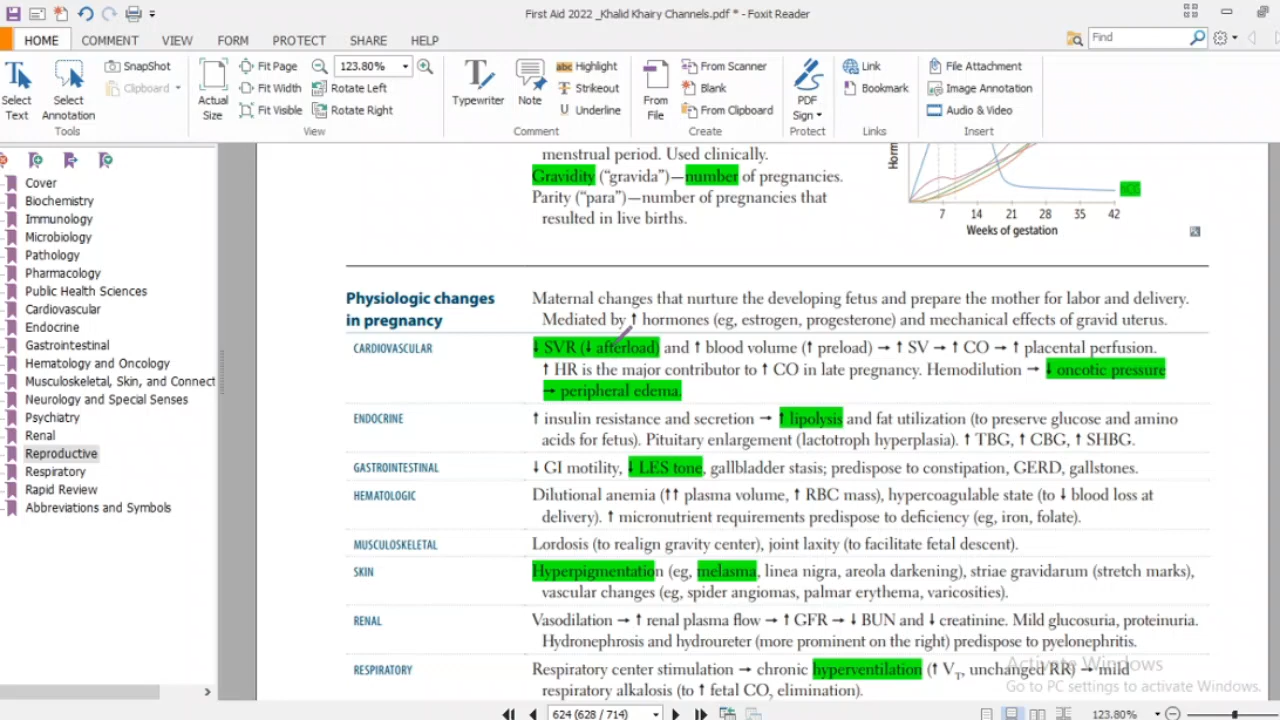 First Aid 2022 _Khalid Khairy Channels.pdf * - Foxit Reader
HOME COMMENT VIEW FORM PROTECT SHARE HELP
Find
SnapShot
Clipboard
Select Text
Select Annotation
Tools
Actual Size
Fit Page
Fit Width
Fit Visible
123.80%
Rotate Left
Rotate Right
View
Typewriter
Note
Highlight
Strikeout
Underline
Comment
From File
From Scanner
Blank
From Clipboard
Create
PDF Sign
Protect
Link
Bookmark
Links
File Attachment
Image Annotation
Audio & Video
Insert
Cover
Biochemistry
Immunology
Microbiology
Pathology
Pharmacology
Public Health Sciences
Cardiovascular
Endocrine
Gastrointestinal
Hematology and Oncology
Musculoskeletal, Skin, and Connect
Neurology and Special Senses
Psychiatry
Renal
Reproductive
Respiratory
Rapid Review
Abbreviations and Symbols
menstrual period. Used clinically.
Gravidity (“gravida”)—number of pregnancies.
Parity (“para”)—number of pregnancies that
resulted in live births.
Horm
hCG
7 14 21 28 35 42
Weeks of gestation
Physiologic changes
in pregnancy
Maternal changes that nurture the developing fetus and prepare the mother for labor and delivery.
Mediated by ↑ hormones (eg, estrogen, progesterone) and mechanical effects of gravid uterus.
CARDIOVASCULAR
↓ SVR (↓ afterload) and ↑ blood volume (↑ preload) → ↑ SV → ↑ CO → ↑ placental perfusion.
↑ HR is the major contributor to ↑ CO in late pregnancy. Hemodilution → ↓ oncotic pressure
→ peripheral edema.
ENDOCRINE
↑ insulin resistance and secretion → ↑ lipolysis and fat utilization (to preserve glucose and amino
acids for fetus). Pituitary enlargement (lactotroph hyperplasia). ↑ TBG, ↑ CBG, ↑ SHBG.
GASTROINTESTINAL
↓ GI motility, ↓ LES tone, gallbladder stasis; predispose to constipation, GERD, gallstones.
HEMATOLOGIC
Dilutional anemia (↑↑ plasma volume, ↑ RBC mass), hypercoagulable state (to ↓ blood loss at
delivery). ↑ micronutrient requirements predispose to deficiency (eg, iron, folate).
MUSCULOSKELETAL
Lordosis (to realign gravity center), joint laxity (to facilitate fetal descent).
SKIN
Hyperpigmentation (eg, melasma, linea nigra, areola darkening), striae gravidarum (stretch marks),
vascular changes (eg, spider angiomas, palmar erythema, varicosities).
RENAL
Vasodilation → ↑ renal plasma flow → ↑ GFR → ↓ BUN and ↓ creatinine. Mild glucosuria, proteinuria.
Hydronephrosis and hydroureter (more prominent on the right) predispose to pyelonephritis.
RESPIRATORY
Respiratory center stimulation → chronic hyperventilation (↑ VT, unchanged RR) → mild
respiratory alkalosis (to ↑ fetal CO2 elimination).
Activate Windows
Go to PC settings to activate Windows.
624 (628 / 714)
123.80%